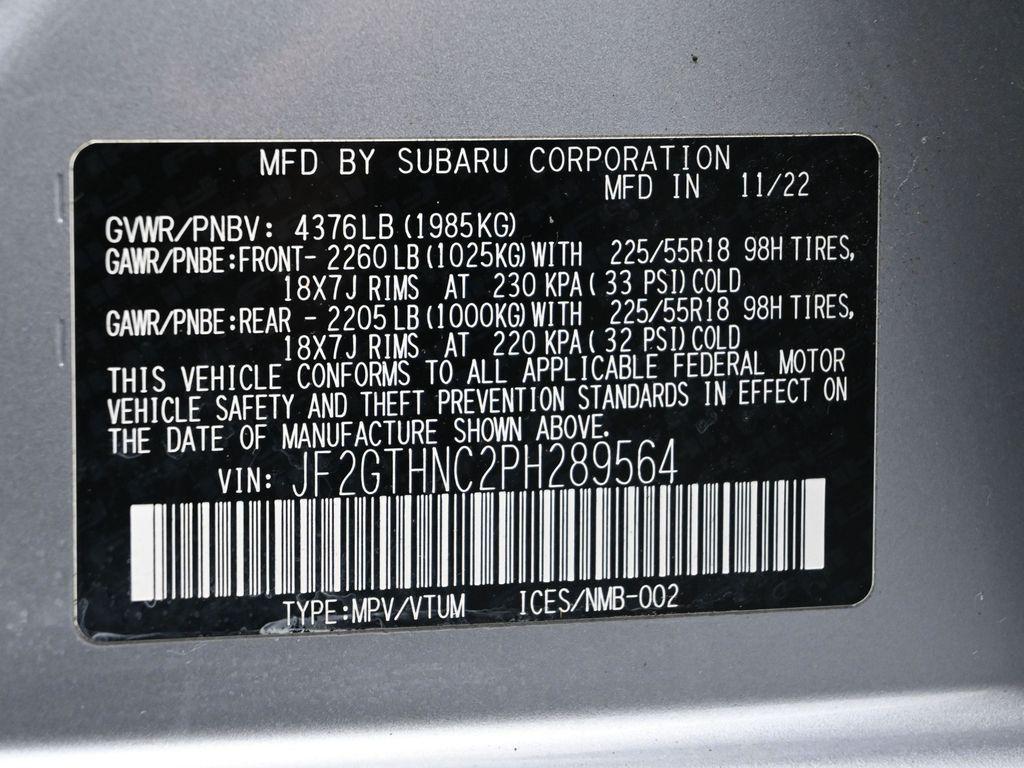 MFD BY SUBARU CORPORATION
MFD IN 11/22
GVWR/PNBV: 4376LB (1985KG)
GAWR/PNBE:FRONT- 2260 LB (1025KG) WITH 225/55R18 98H TIRES,
18X7J RIMS AT 230 KPA ( 33 PSI) COLD
GAWR/PNBE:REAR - 2205 LB (1000KG) WITH 225/55R18 98H TIRES,
18X7J RIMS AT 220 KPA ( 32 PSI) COLD
THIS VEHICLE CONFORMS TO ALL APPLICABLE FEDERAL MOTOR
VEHICLE SAFETY AND THEFT PREVENTION STANDARDS IN EFFECT ON
THE DATE OF MANUFACTURE SHOWN ABOVE.
VIN: JF2GTHNC2PH289564
TYPE:MPV/VTUM ICES/NMB-002